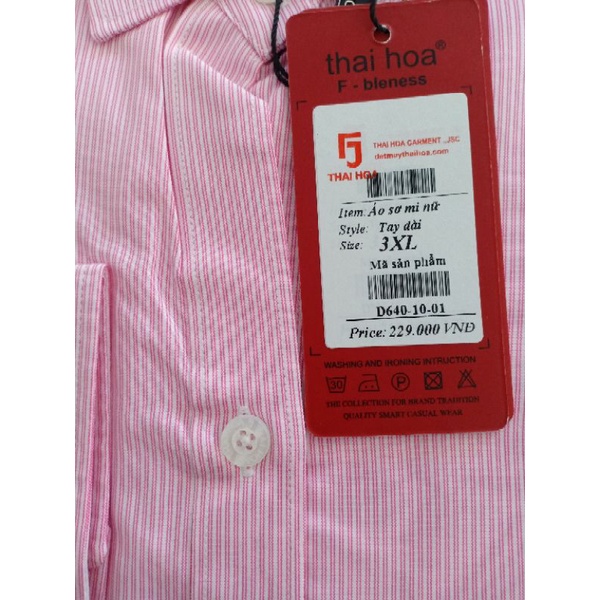 thai hoa®
F - bleness
THAI HOA GARMENT .,JSC
detmaythaihoa.com
THAI HOA
Item: Áo sơ mi nữ
Style: Tay dài
Size: 3XL
Mã sản phẩm
D640-10-01
Price: 229.000 VNĐ
WASHING AND IRONING INTRUCTION
30
P
THE COLLECTION FOR BRAND TRADITION
QUALITY SMART CASUAL WEAR